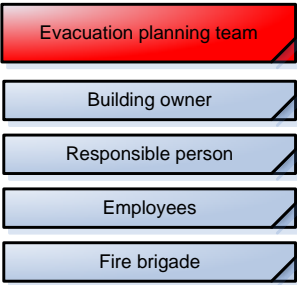 Evacuation planning team
Building owner
Responsible person
Employees
Fire brigade